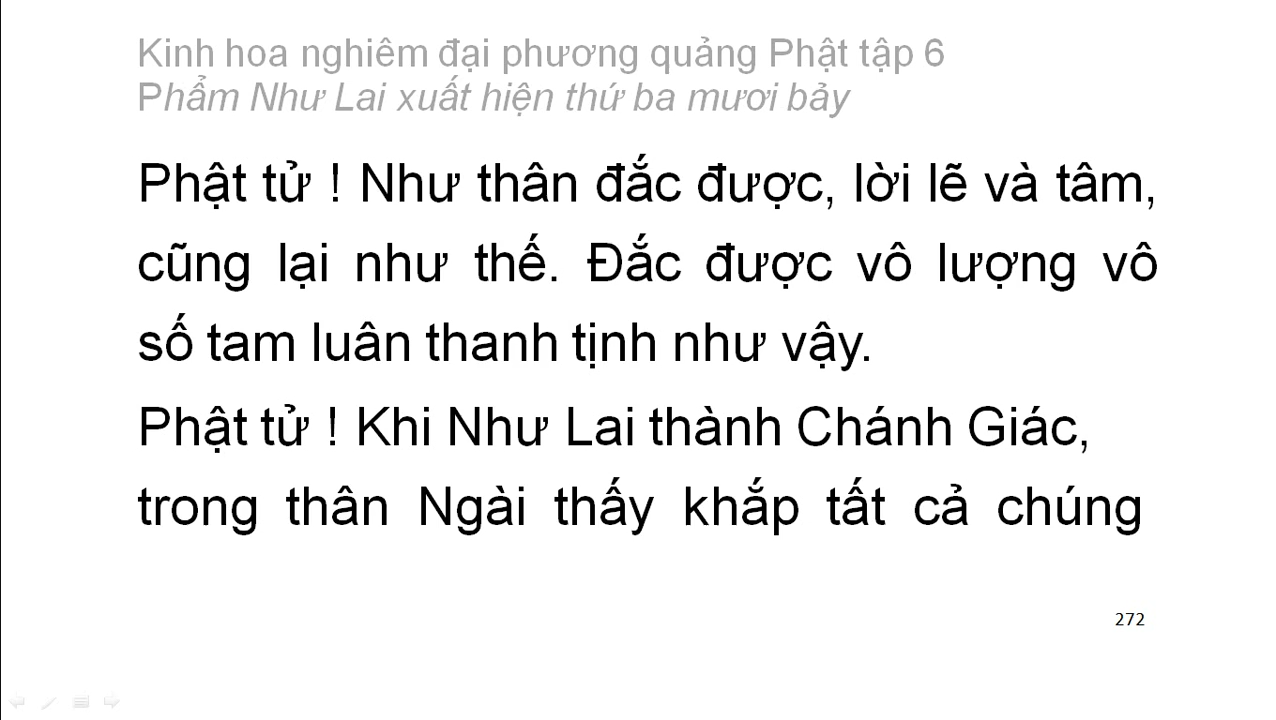 Kinh hoa nghiêm đại phương quảng Phật tập 6
Phẩm Như Lai xuất hiện thứ ba mươi bảy
Phật tử ! Như thân đắc được, lời lẽ và tâm,
cũng lại như thế. Đắc được vô lượng vô
số tam luân thanh tịnh như vậy.
Phật tử ! Khi Như Lai thành Chánh Giác,
trong thân Ngài thấy khắp tất cả chúng
272